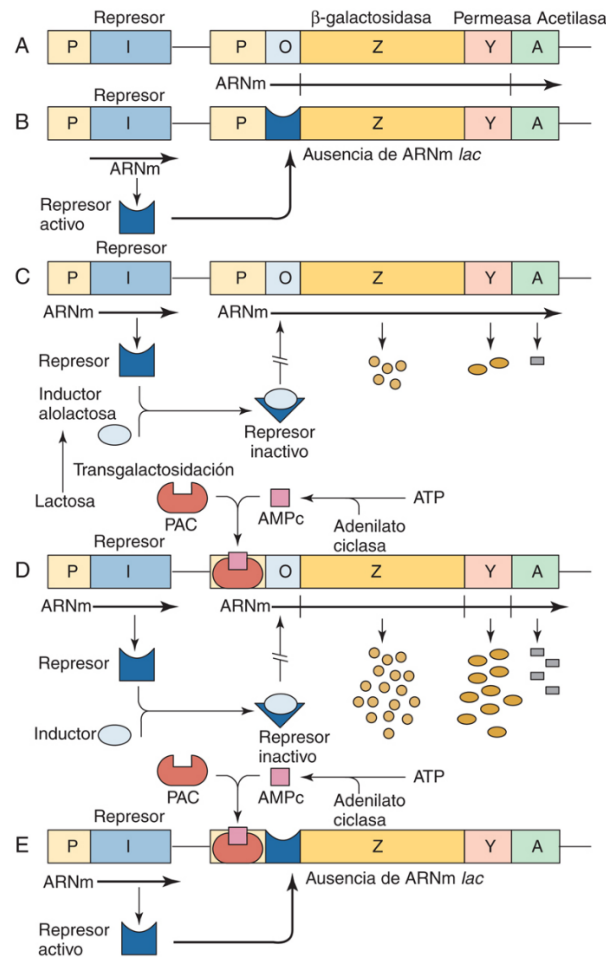 Represor β-galactosidasa Permeasa Acetilasa
A P I P O Z Y A
ARNm
B P I P Z Y A
ARNm Ausencia de ARNm lac
Represor
activo
Represor
C P I P O Z Y A
ARNm ARNm
Represor
Inductor
alolactosa
Represor
inactivo
Transgalactosidación
Lactosa
PAC AMPc ATP
Adenilato
ciclasa
Represor
D P I O Z Y A
ARNm ARNm
Represor
Inductor
Represor
inactivo
PAC AMPc ATP
Adenilato
ciclasa
Represor
E P I Z Y A
ARNm Ausencia de ARNm lac
Represor
activo